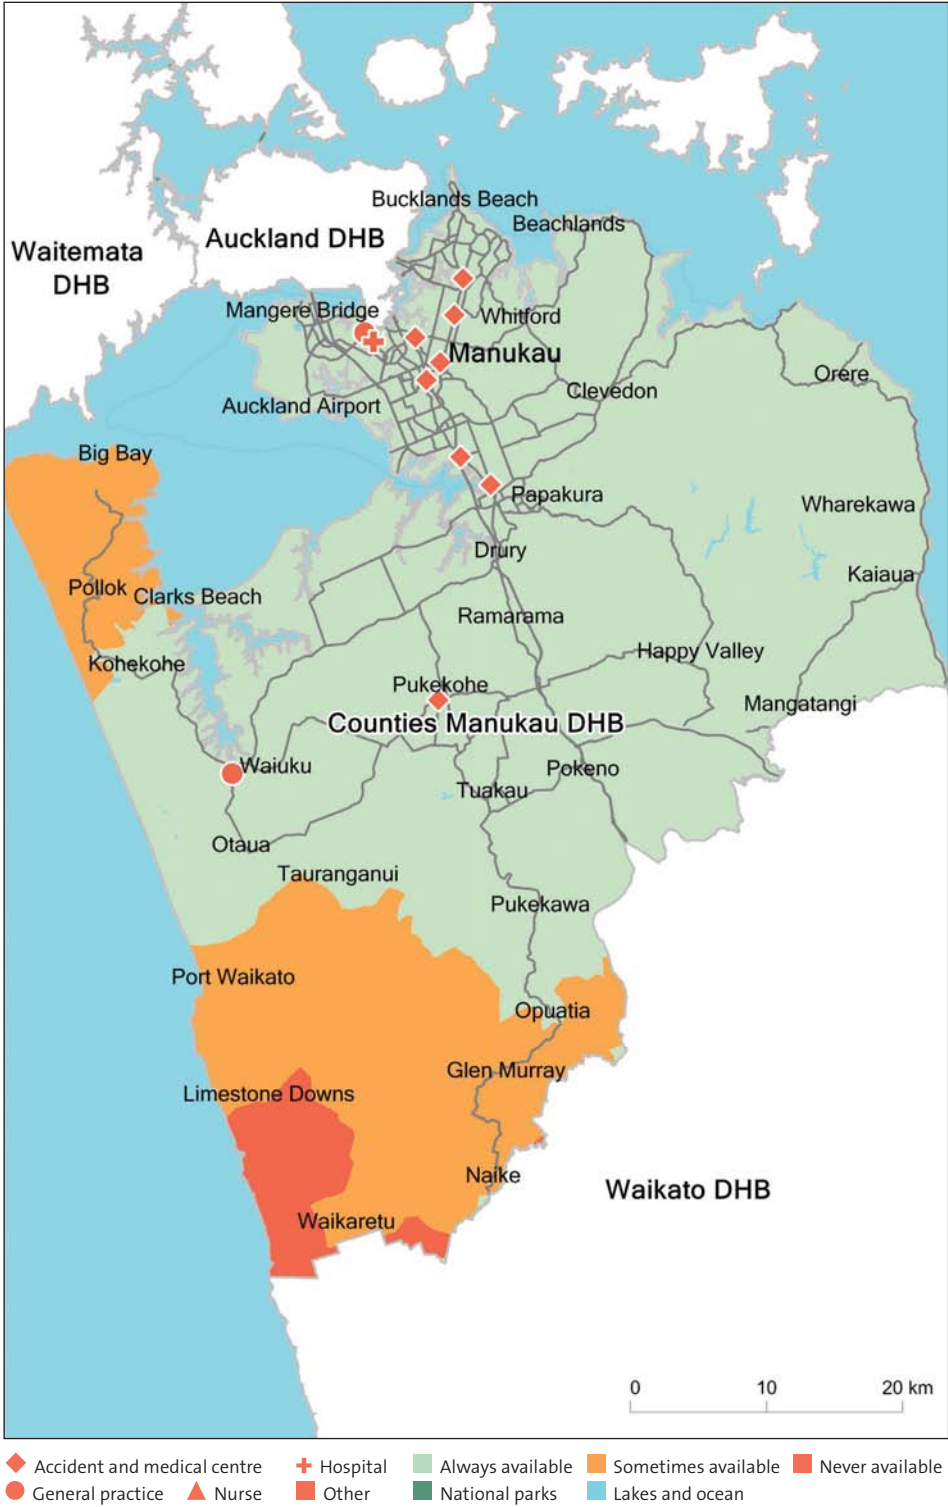 Bucklands Beach
Beachlands
Auckland DHB
Waitemata
DHB
Mangere Bridge
Whitford
Manukau
Orere
Clevedon
Auckland Airport
Big Bay
Papakura
Wharekawa
Drury
Kaiaua
Pollok
Clarks Beach
Ramarama
Happy Valley
Kohekohe
Pukekohe
Mangatangi
Counties Manukau DHB
Waiuku
Pokeno
Tuakau
Otaua
Tauranganui
Pukekawa
Port Waikato
Opuatia
Glen Murray
Limestone Downs
Naike
Waikato DHB
Waikaretu
0 10 20 km
Accident and medical centre Hospital Always available Sometimes available Never available
General practice Nurse Other National parks Lakes and ocean